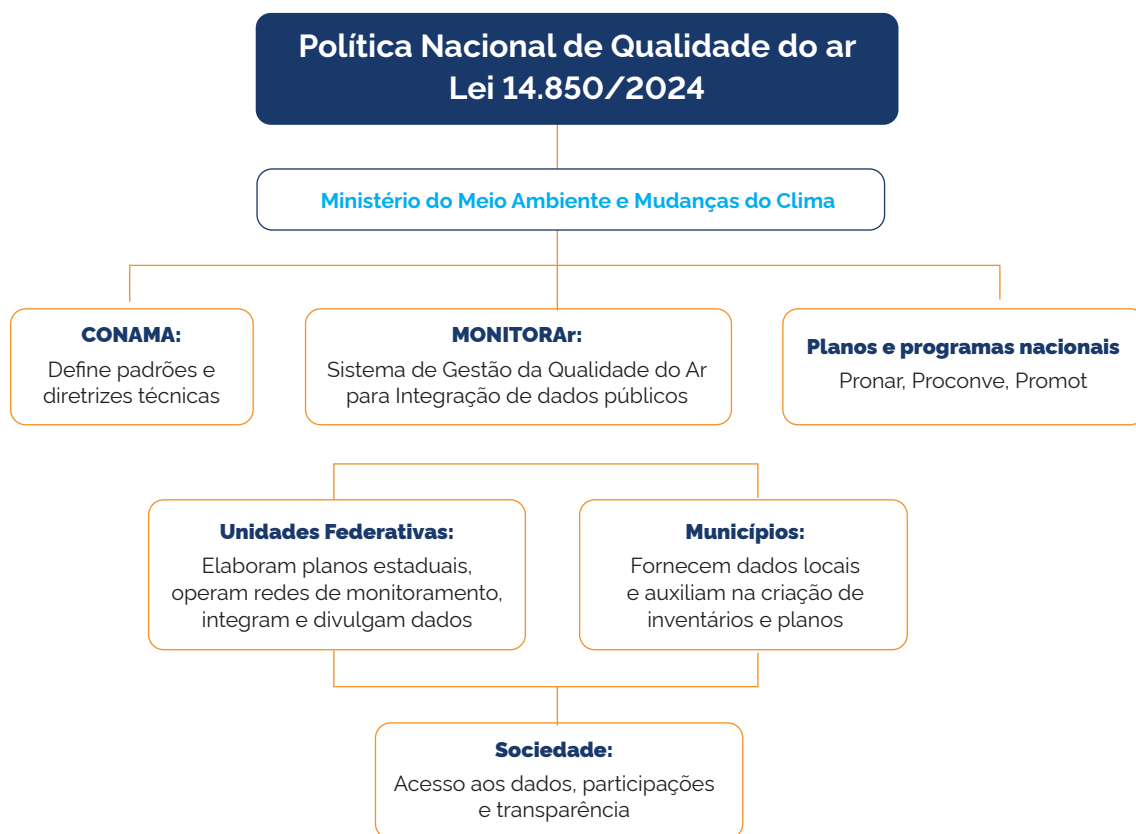 Política Nacional de Qualidade do ar
Lei 14.850/2024
Ministério do Meio Ambiente e Mudanças do Clima
CONAMA:
Define padrões e
diretrizes técnicas
MONITORAr:
Sistema de Gestão da Qualidade do Ar
para Integração de dados públicos
Planos e programas nacionais
Pronar, Proconve, Promot
Unidades Federativas:
Elaboram planos estaduais,
operam redes de monitoramento,
integram e divulgam dados
Municípios:
Fornecem dados locais
e auxiliam na criação de
inventários e planos
Sociedade:
Acesso aos dados, participações
e transparência